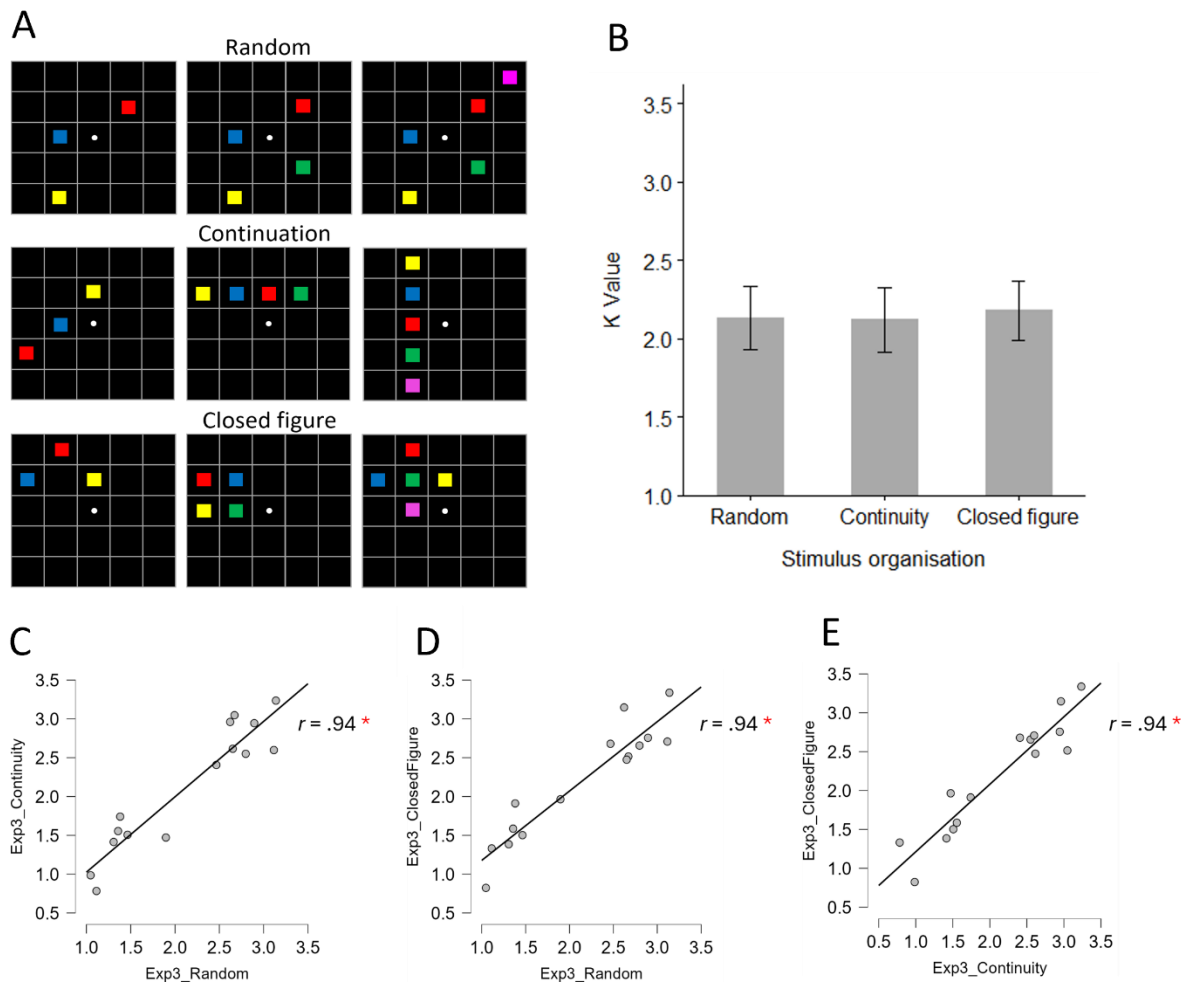 A
Random
Continuation
Closed figure
B
3.5
3.0
2.5
2.0
1.5
1.0
K Value
Random Continuity Closed figure
Stimulus organisation
C
3.5
3.0
2.5
2.0
1.5
1.0
0.5
Exp3_Continuity
r = .94 *
1.0 1.5 2.0 2.5 3.0 3.5
Exp3_Random
D
3.5
3.0
2.5
2.0
1.5
1.0
0.5
Exp3_ClosedFigure
r = .94 *
1.0 1.5 2.0 2.5 3.0 3.5
Exp3_Random
E
3.5
3.0
2.5
2.0
1.5
1.0
0.5
Exp3_ClosedFigure
r = .94 *
0.5 1.0 1.5 2.0 2.5 3.0 3.5
Exp3_Continuity